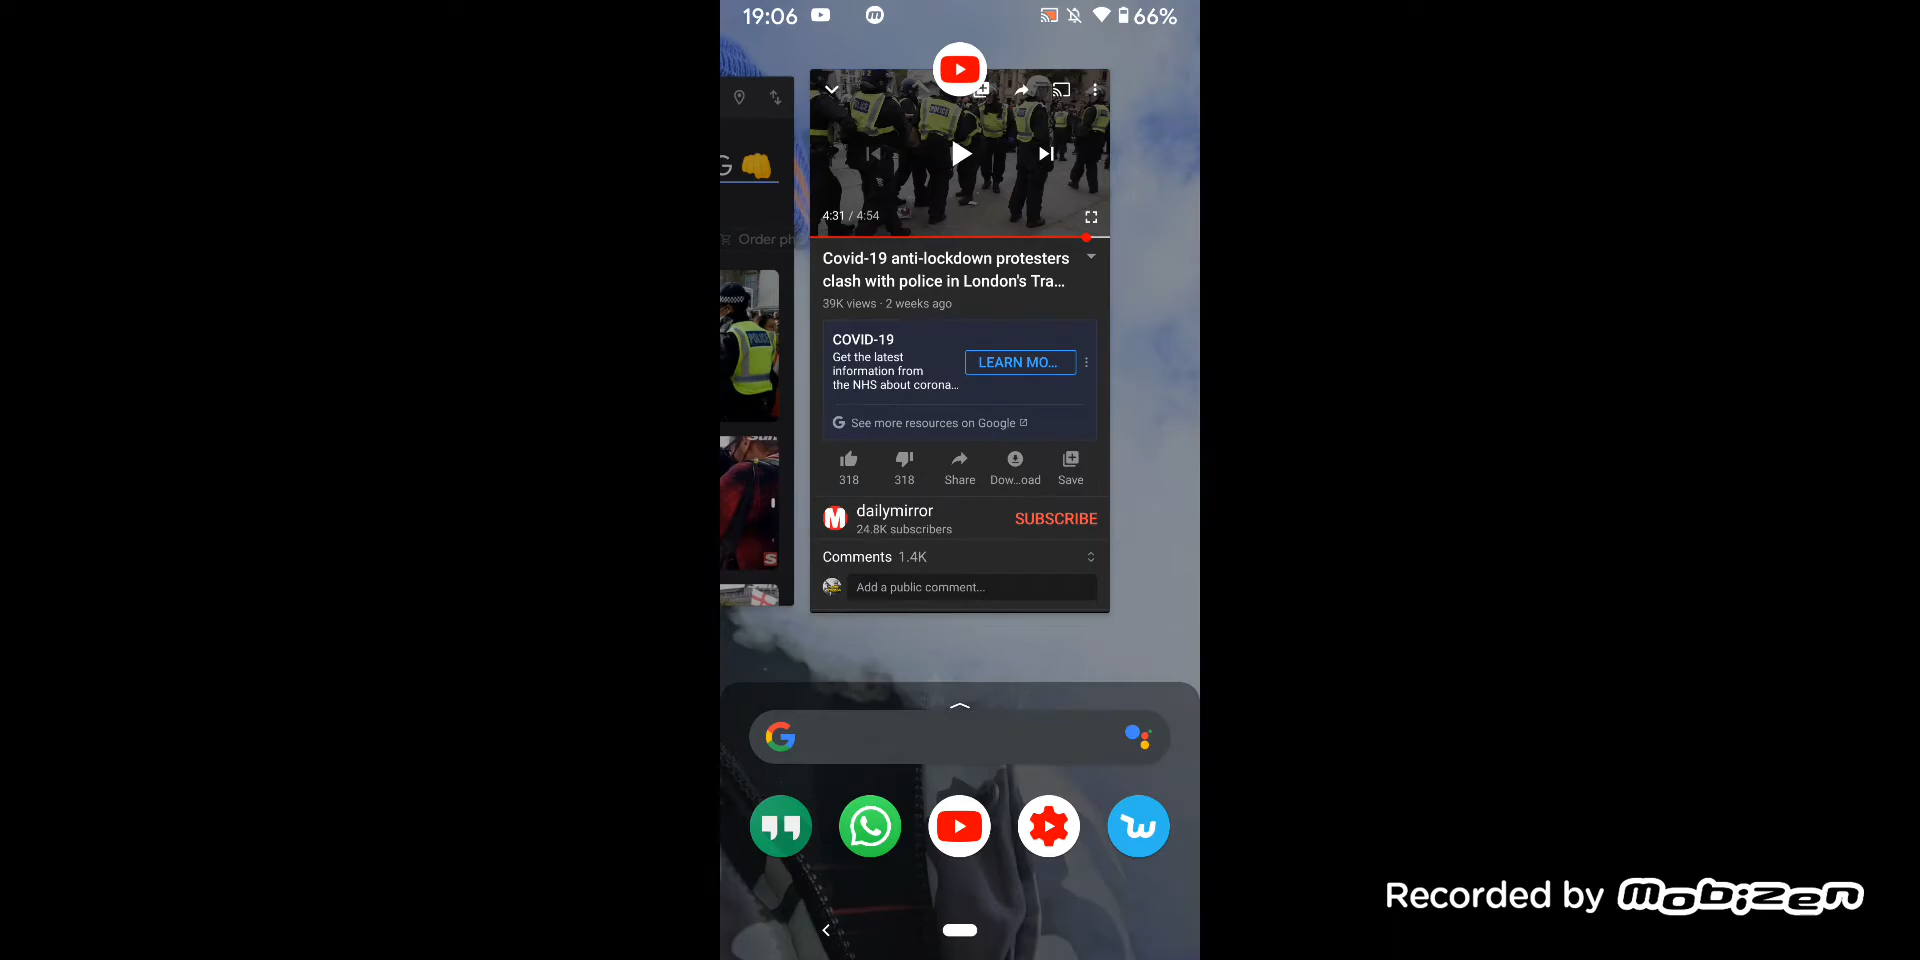 19:06
66%
Order ph
4:31 / 4:54
Covid-19 anti-lockdown protesters
clash with police in London's Tra...
39K views · 2 weeks ago
COVID-19
Get the latest
information from
the NHS about corona...
LEARN MO...
See more resources on Google
318
318
Share
Dow...oad
Save
dailymirror
24.8K subscribers
SUBSCRIBE
Comments 1.4K
Add a public comment...
Recorded by mobizen